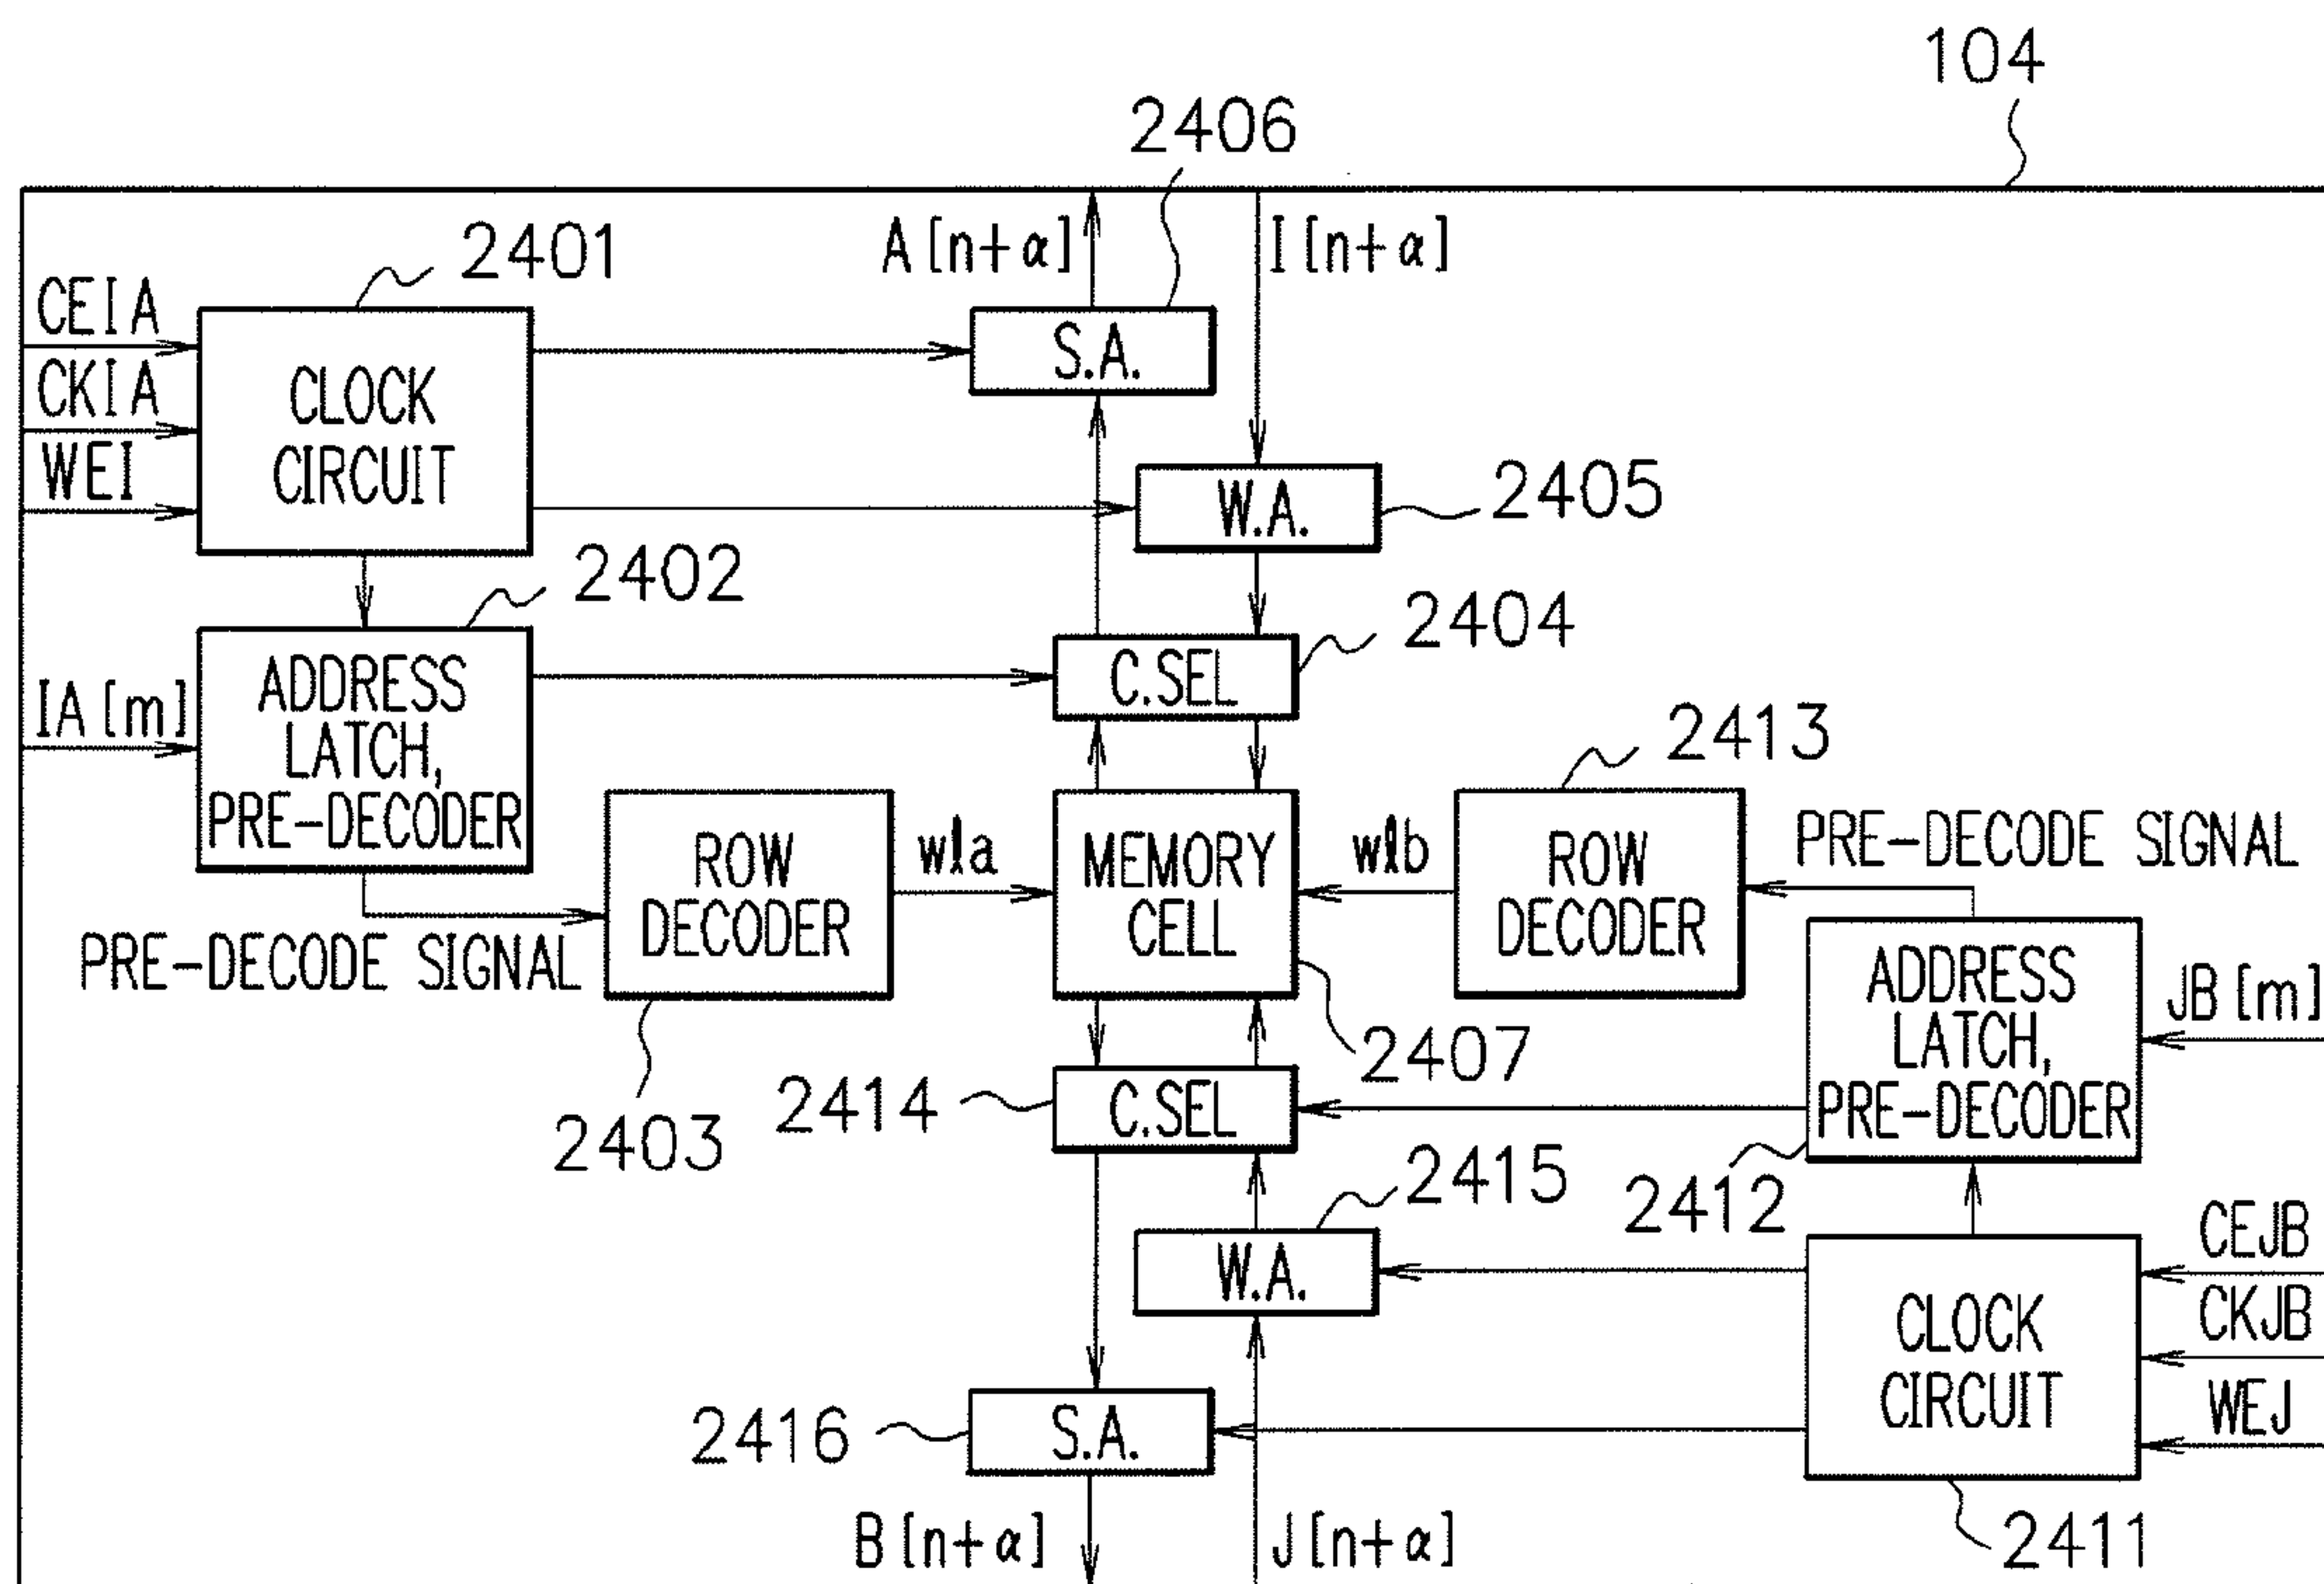 104
2406
2401
A[n+α]
I[n+α]
CEIA
CKIA
WEI
CLOCK
CIRCUIT
S.A.
W.A.
2405
2402
2404
C.SEL
IA[m]
ADDRESS
LATCH,
PRE-DECODER
2413
ROW
DECODER
wla
MEMORY
CELL
wlb
ROW
DECODER
PRE-DECODE SIGNAL
PRE-DECODE SIGNAL
ADDRESS
LATCH,
PRE-DECODER
JB[m]
2407
2414
C.SEL
2403
2415
2412
W.A.
CEJB
CKJB
WEJ
CLOCK
CIRCUIT
2416
S.A.
B[n+α]
J[n+α]
2411